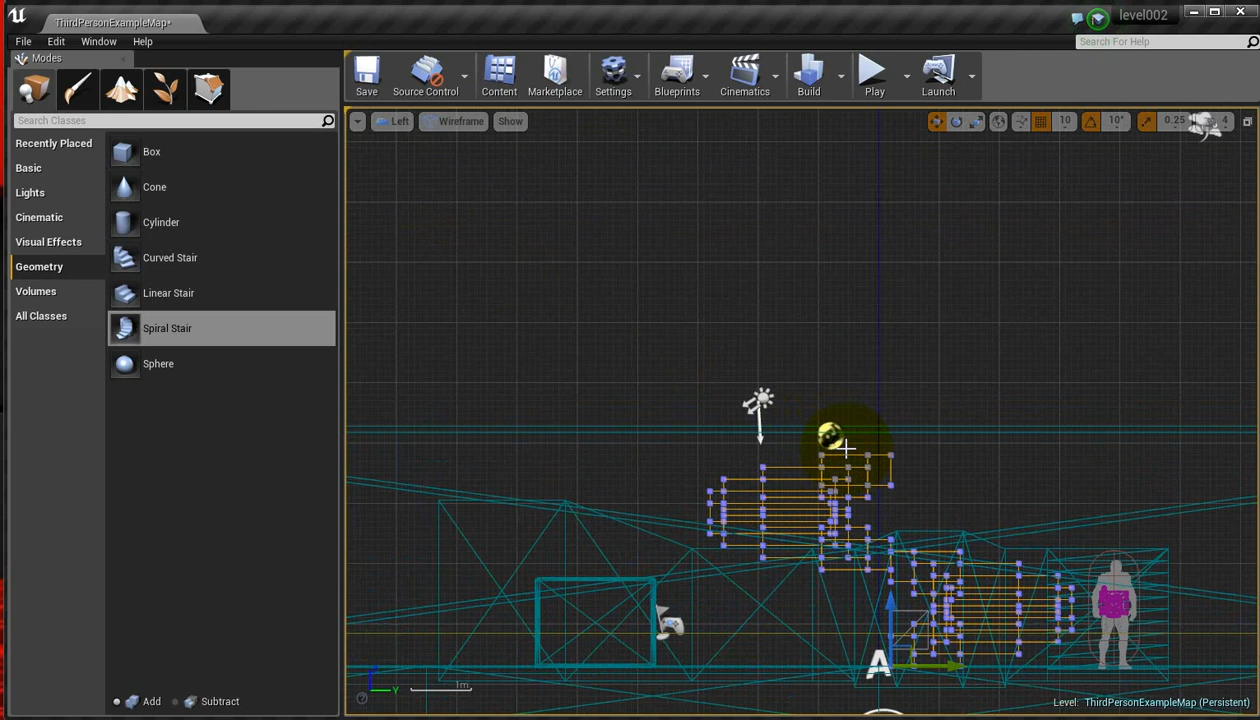 ThirdPersonExampleMap*
level002
File Edit Window Help
Search For Help
Modes
Save Source Control Content Marketplace Settings Blueprints Cinematics Build Play Launch
Search Classes
Left Wireframe Show 10 10° 0.25 4
Recently Placed
Basic
Lights
Cinematic
Visual Effects
Geometry
Volumes
All Classes
Box
Cone
Cylinder
Curved Stair
Linear Stair
Spiral Stair
Sphere
Add Subtract
A
Y
1m
Level: ThirdPersonExampleMap (Persistent)